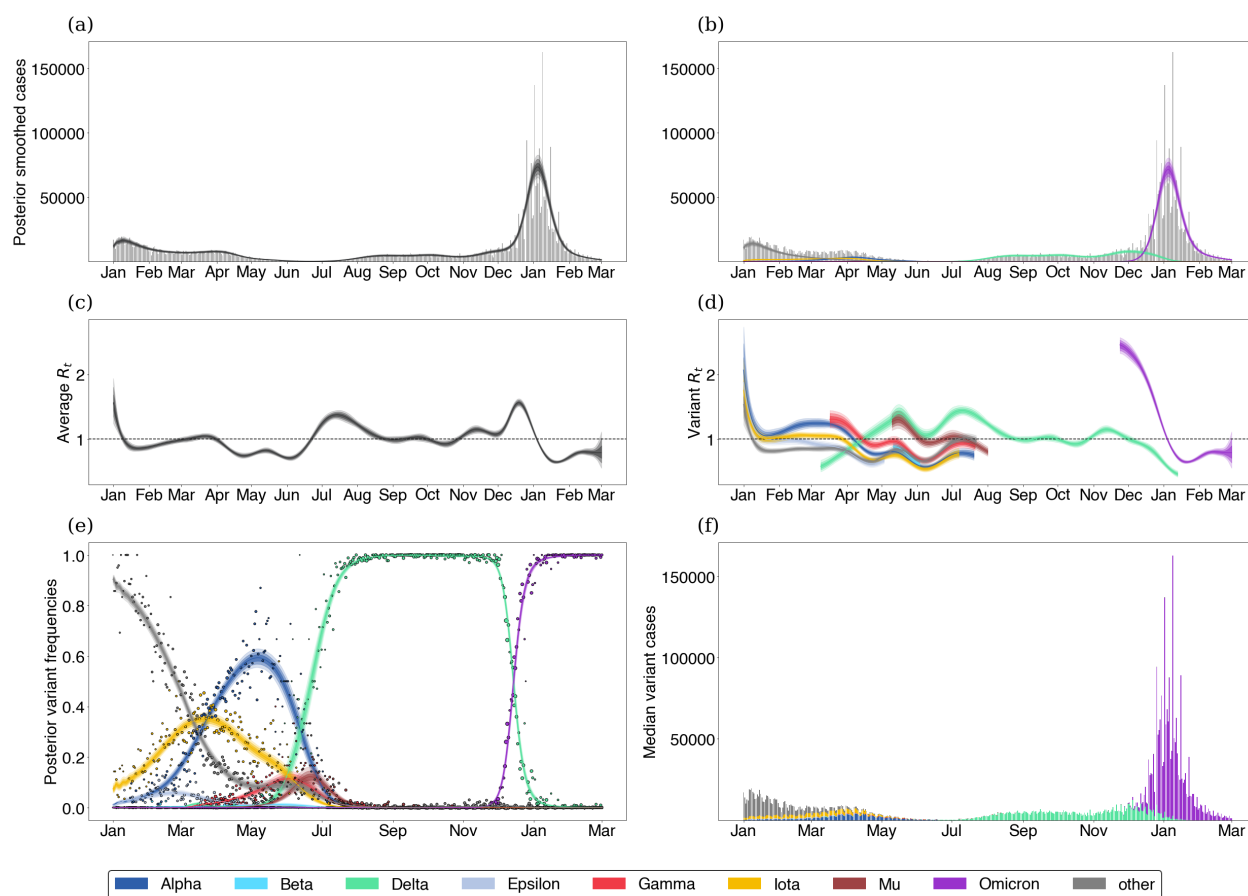 (a)
Posterior smoothed cases
150000
100000
50000
Jan Feb Mar Apr May Jun Jul Aug Sep Oct Nov Dec Jan Feb Mar
(b)
150000
100000
50000
Jan Feb Mar Apr May Jun Jul Aug Sep Oct Nov Dec Jan Feb Mar
(c)
Average Rt
2
1
Jan Feb Mar Apr May Jun Jul Aug Sep Oct Nov Dec Jan Feb Mar
(d)
Variant Rt
2
1
Jan Feb Mar Apr May Jun Jul Aug Sep Oct Nov Dec Jan Feb Mar
(e)
Posterior variant frequencies
1.0
0.8
0.6
0.4
0.2
0.0
Jan Mar May Jul Sep Nov Jan Mar
(f)
Median variant cases
150000
100000
50000
Jan Mar May Jul Sep Nov Jan Mar
Alpha Beta Delta Epsilon Gamma Iota Mu Omicron other